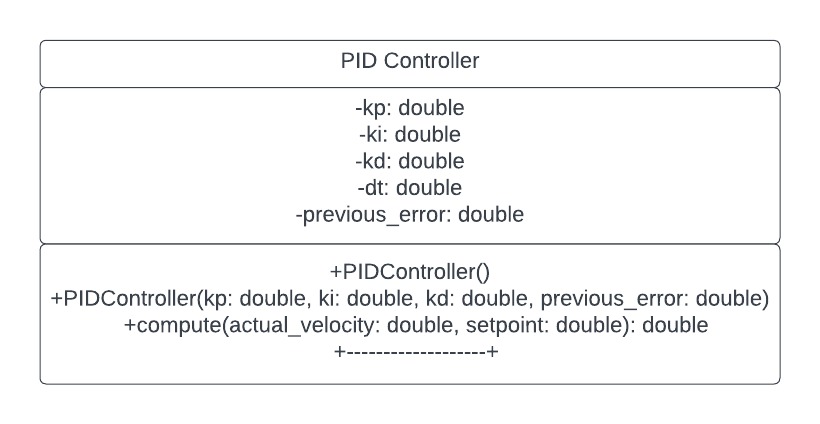 PID Controller
-kp: double
-ki: double
-kd: double
-dt: double
-previous_error: double
+PIDController()
+PIDController(kp: double, ki: double, kd: double, previous_error: double)
+compute(actual_velocity: double, setpoint: double): double
+-------------------+